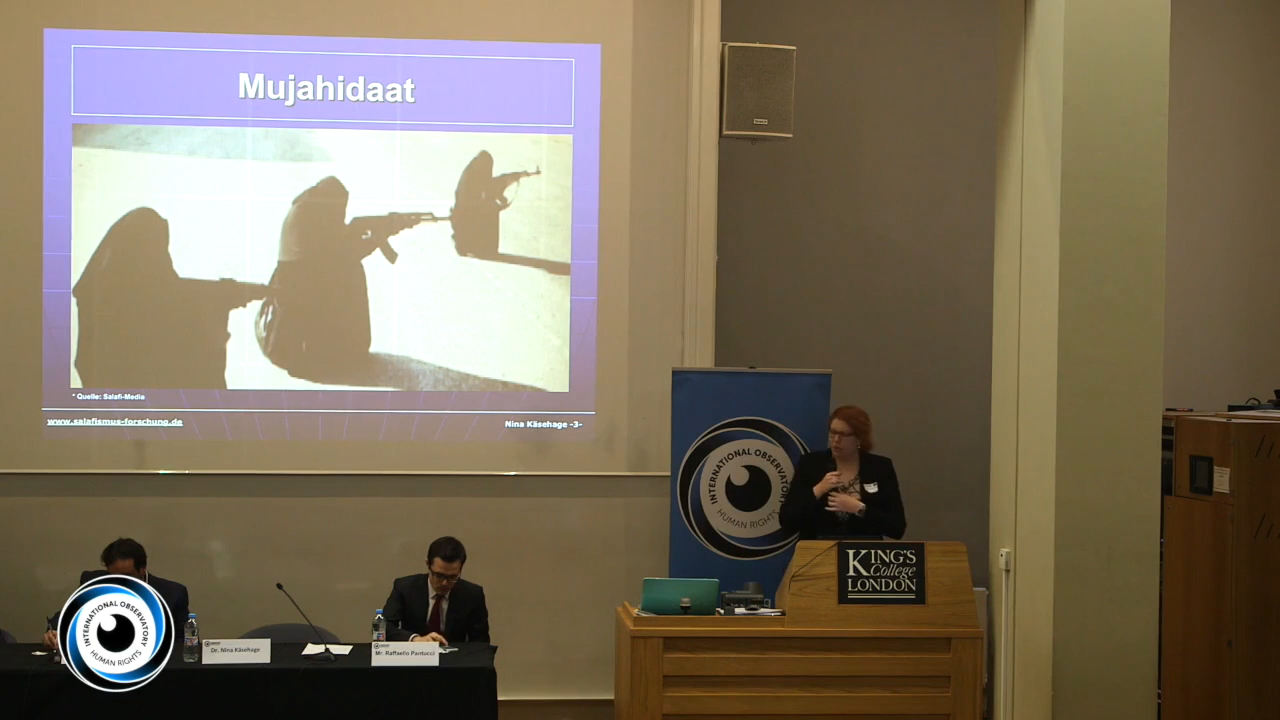 Mujahidaat
* Quelle: Salafi-Media
www.salafismus-forschung.de
Nina Käsehage -3-
INTERNATIONAL OBSERVATORY
HUMAN RIGHTS
KING'S
College
LONDON
INTERNATIONAL OBSERVATORY
HUMAN RIGHTS
Dr. Nina Käsehage
Mr. Raffaello Pantucci